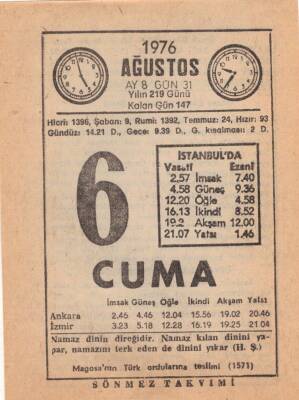 1976
AĞUSTOS
AY 8 GÜN 31
Yılın 219 Günü
Kalan Gün 147
Hicri: 1396, Şaban: 9, Rumi: 1392, Temmuz: 24, Hızır: 93
Gündüz: 14.21 D., Gece: 9.39 D., G. kısalması: 2 D.
6
İSTANBUL'DA
Vasati Ezani
2.57 İmsak 7.40
4.58 Güneş 9.36
12.20 Öğle 4.58
16.13 İkindi 8.52
19.2 Akşam 12.00
21.07 Yatsı 1.46
CUMA
İmsak Güneş Öğle İkindi Akşam Yatsı
Ankara 2.45 4.46 12.04 15.56 19.02 20.46
İzmir 3.23 5.18 12.28 16.19 19.25 21.04
Namaz dinin direğidir. Namaz kılan dinini ya-
par, namazını terk eden de dinini yıkar (H. Ş.)
Magosa'nın Türk ordularına teslimi (1571)
SÖNMEZ TAKVİMİ